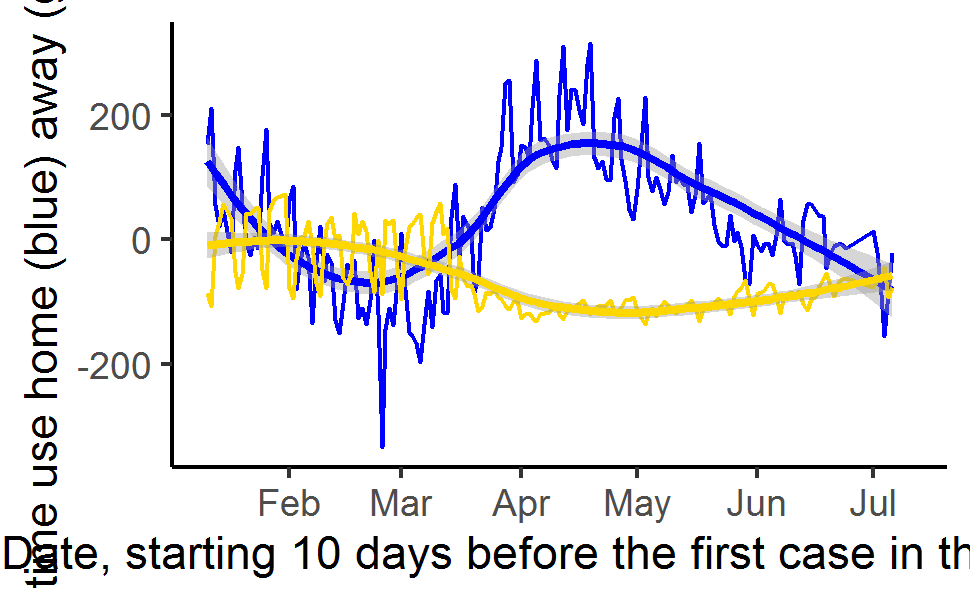 time use home (blue) away (g
200
0
-200
Feb Mar Apr May Jun Jul
Date, starting 10 days before the first case in th